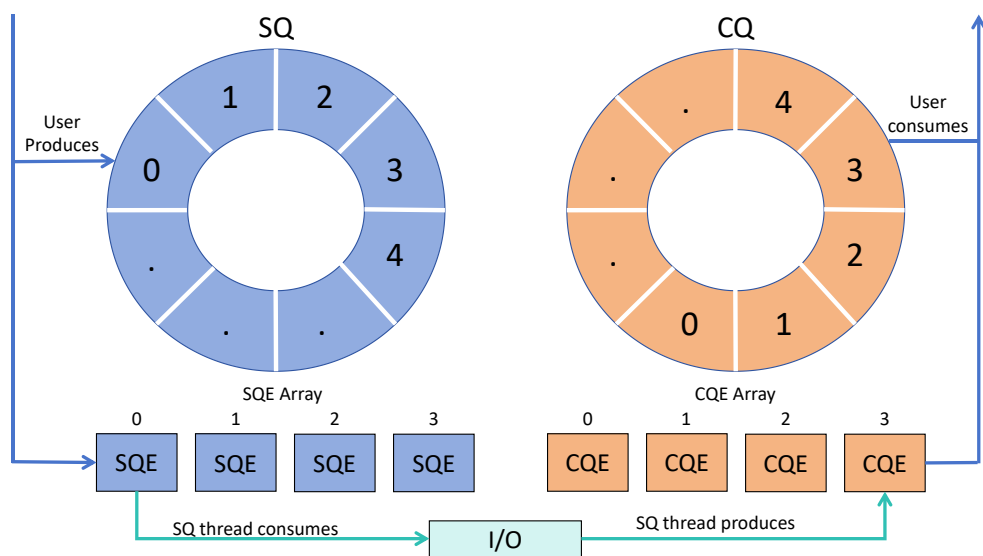 SQ
CQ
1
2
.
4
User
Produces
User
consumes
0
3
.
3
.
4
.
2
.
.
0
1
SQE Array
CQE Array
0
1
2
3
0
1
2
3
SQE
SQE
SQE
SQE
CQE
CQE
CQE
CQE
SQ thread consumes
I/O
SQ thread produces